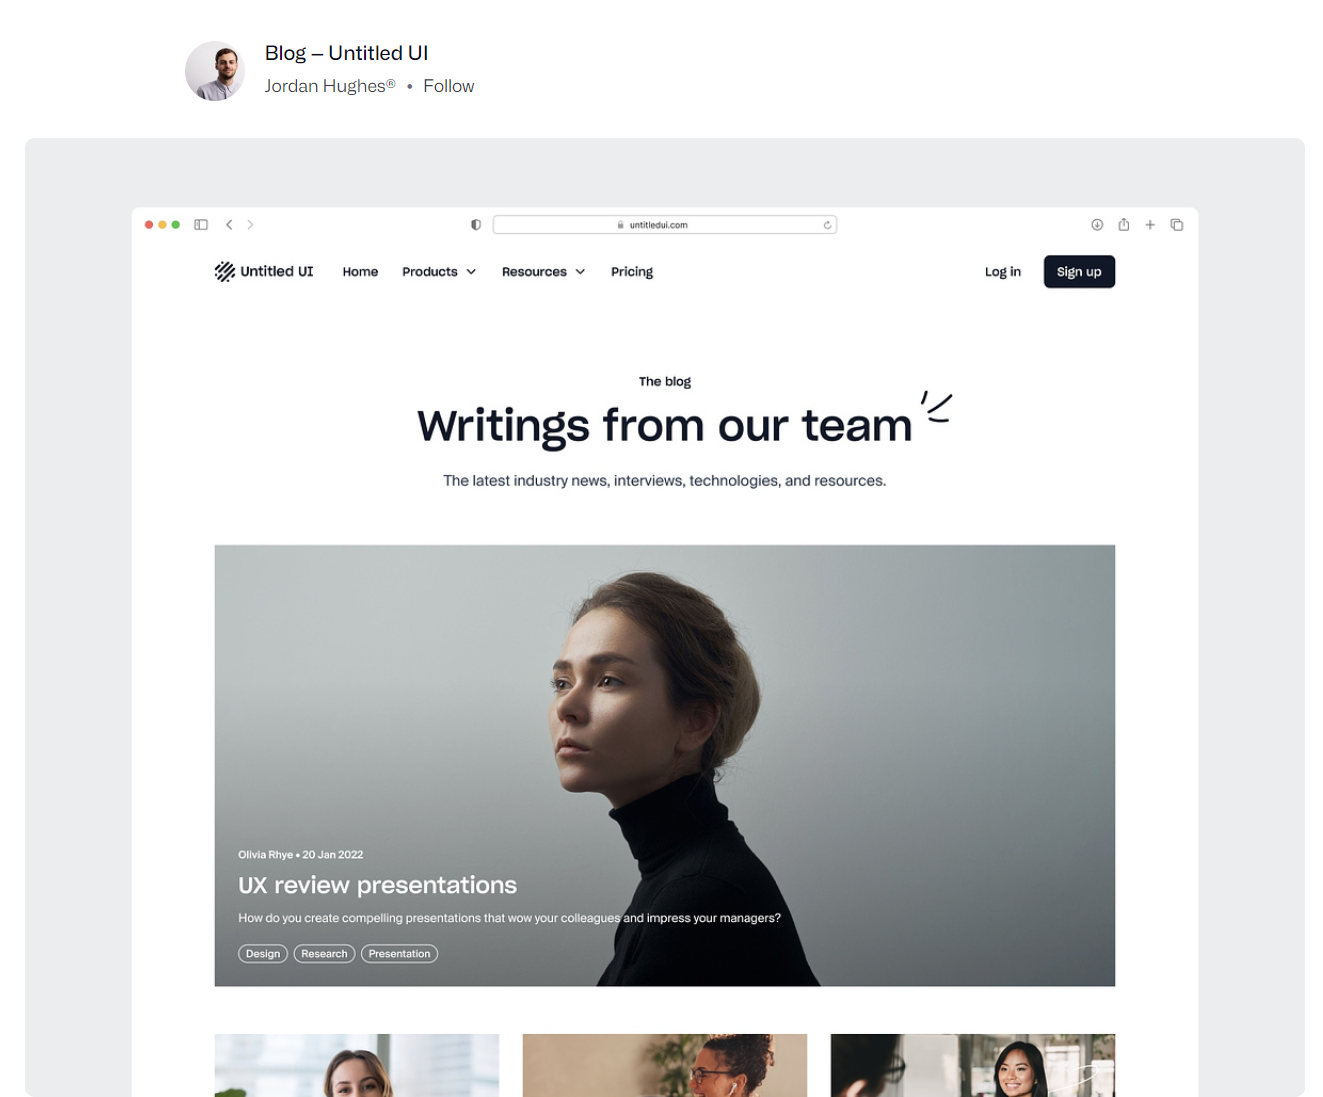 Blog – Untitled UI
Jordan Hughes® • Follow
untitledui.com
Untitled UI Home Products Resources Pricing Log in Sign up
The blog
Writings from our team
The latest industry news, interviews, technologies, and resources.
Olivia Rhye • 20 Jan 2022
UX review presentations
How do you create compelling presentations that wow your colleagues and impress your managers?
Design Research Presentation